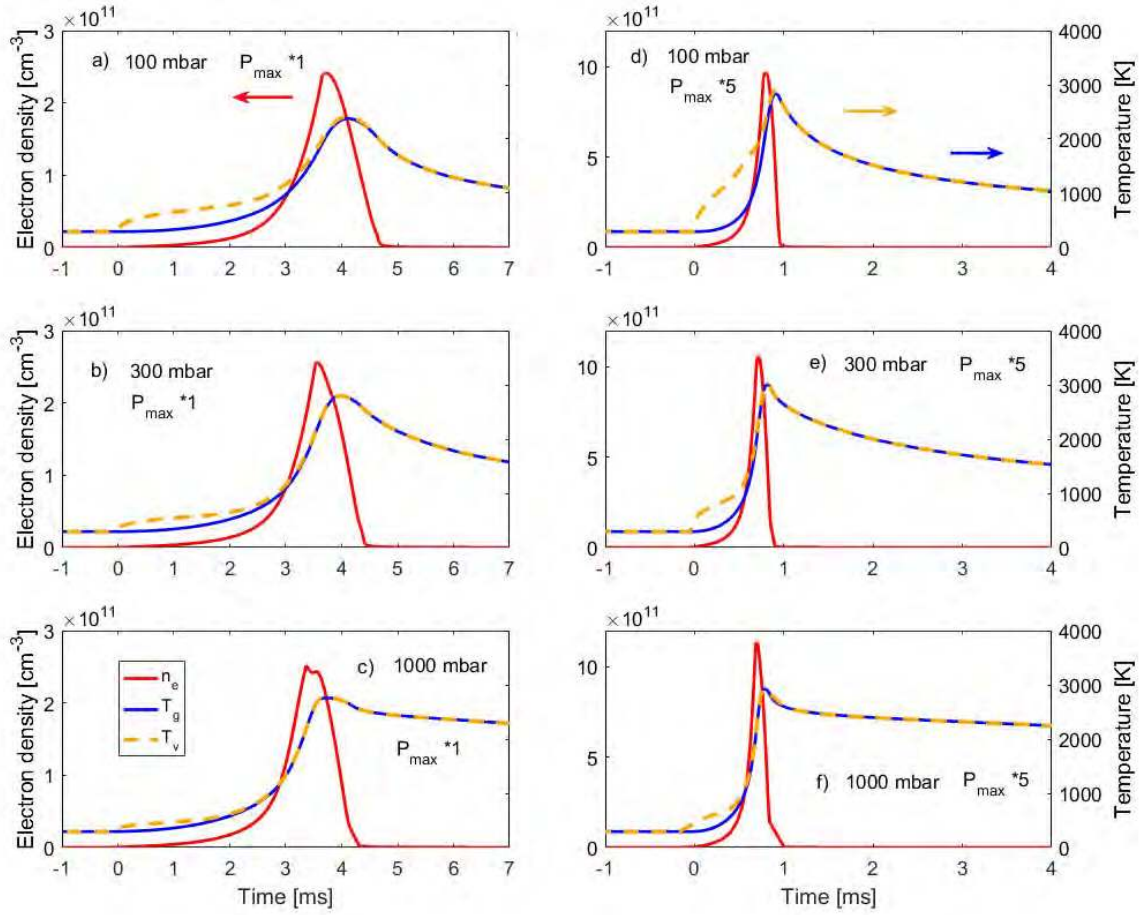 × 10¹¹
× 10¹¹
Electron density [cm⁻³]
3
2
1
0
a) 100 mbar P_max *1
-1 0 1 2 3 4 5 6 7
10
5
0
d) 100 mbar
P_max *5
4000
3000
2000
1000
0
Temperature [K]
-1 0 1 2 3 4
× 10¹¹
× 10¹¹
Electron density [cm⁻³]
3
2
1
0
b) 300 mbar
P_max *1
-1 0 1 2 3 4 5 6 7
10
5
0
e) 300 mbar P_max *5
4000
3000
2000
1000
0
Temperature [K]
-1 0 1 2 3 4
× 10¹¹
× 10¹¹
Electron density [cm⁻³]
3
2
1
0
c) 1000 mbar
P_max *1
n_e
T_g
T_v
-1 0 1 2 3 4 5 6 7
Time [ms]
10
5
0
f) 1000 mbar P_max *5
4000
3000
2000
1000
0
Temperature [K]
-1 0 1 2 3 4
Time [ms]